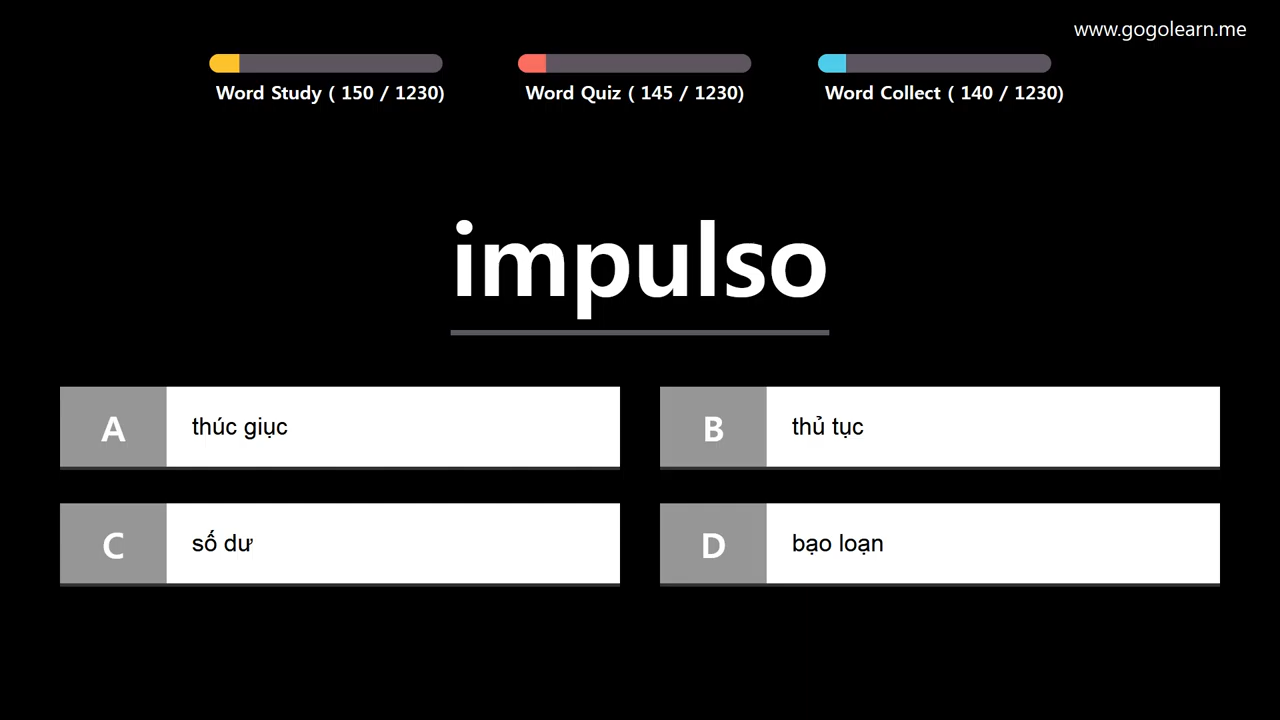 www.gogolearn.me
Word Study ( 150 / 1230)
Word Quiz ( 145 / 1230)
Word Collect ( 140 / 1230)
impulso
A thúc giục
B thủ tục
C số dư
D bạo loạn